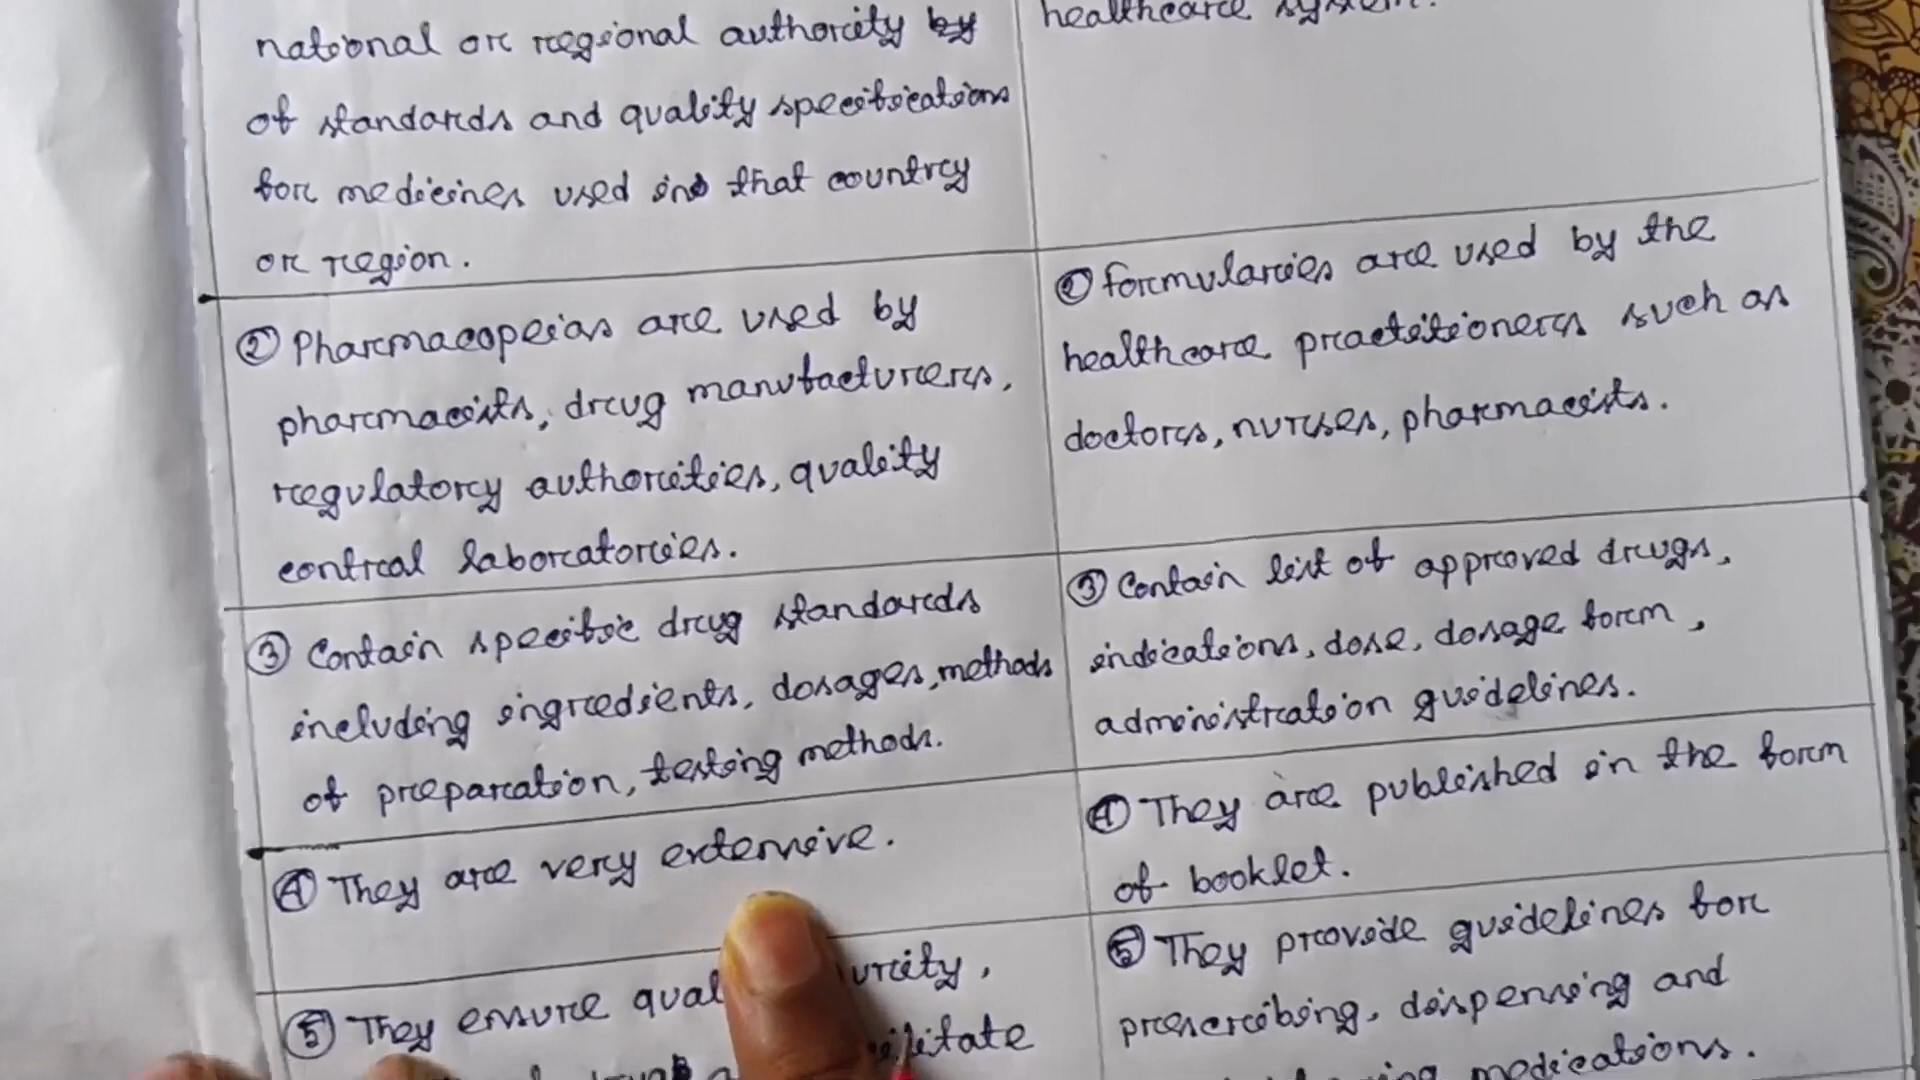 national or regional authority by
of standards and quality specifications
for medicines used in that country
or region.
healthcare system.
② Pharmacopeias are used by
pharmacists, drug manufacturers,
regulatory authorities, quality
control laboratories.
② formularies are used by the
healthcare practitioners such as
doctors, nurses, pharmacists.
③ Contain specific drug standards
including ingredients, dosages, methods
of preparation, testing methods.
③ Contain list of approved drugs,
indications, dose, dosage form,
administration guidelines.
④ They are very extensive.
④ They are published in the form
of booklet.
⑤ They ensure
⑤ They provide guidelines for
prescribing, dispensing and
medications.